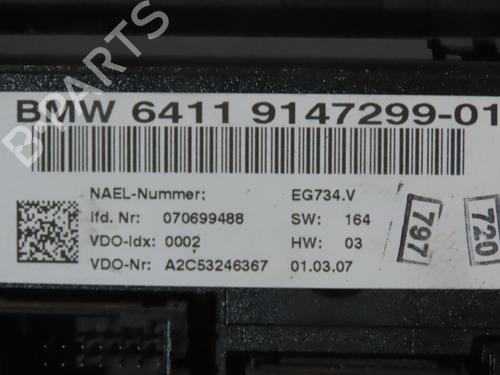 BMW 6411 9147299-01
NAEL-Nummer: EG734.V
lfd. Nr: 070699488 SW: 164
VDO-Idx: 0002 HW: 03
VDO-Nr: A2C53246367 01.03.07
797
720
B-PARTS